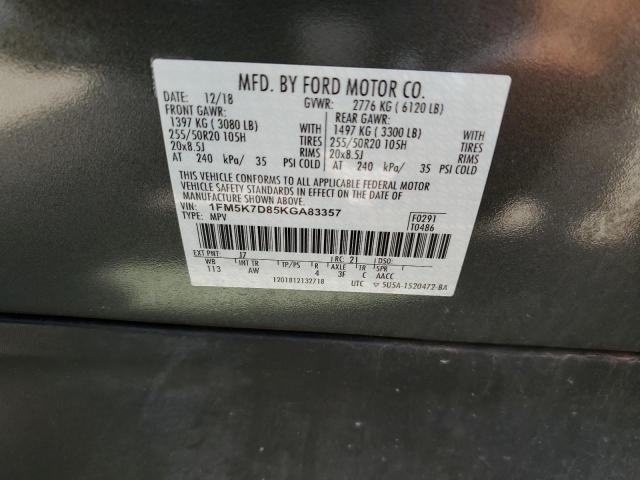 MFD. BY FORD MOTOR CO.
DATE: 12/18 GVWR: 2776 KG ( 6120 LB)
FRONT GAWR: REAR GAWR:
1397 KG ( 3080 LB) WITH 1497 KG ( 3300 LB) WITH
255/50R20 105H TIRES 255/50R20 105H TIRES
20x8.5J RIMS 20x8.5J RIMS
AT 240 kPa/ 35 PSI COLD AT 240 kPa/ 35 PSI COLD
THIS VEHICLE CONFORMS TO ALL APPLICABLE FEDERAL MOTOR
VEHICLE SAFETY STANDARDS IN EFFECT ON THE DATE OF
MANUFACTURE SHOWN ABOVE.
VIN: 1FM5K7D85KGA83357 F0291
TYPE: MPV T0486
EXT PNT: J7 RC: 21 DSO:
WB INT TR TP/PS R AXLE TR SPR
113 AW 4 3F C AACC
1201812132718 UTC ▽ 5U5A-1520472-BA